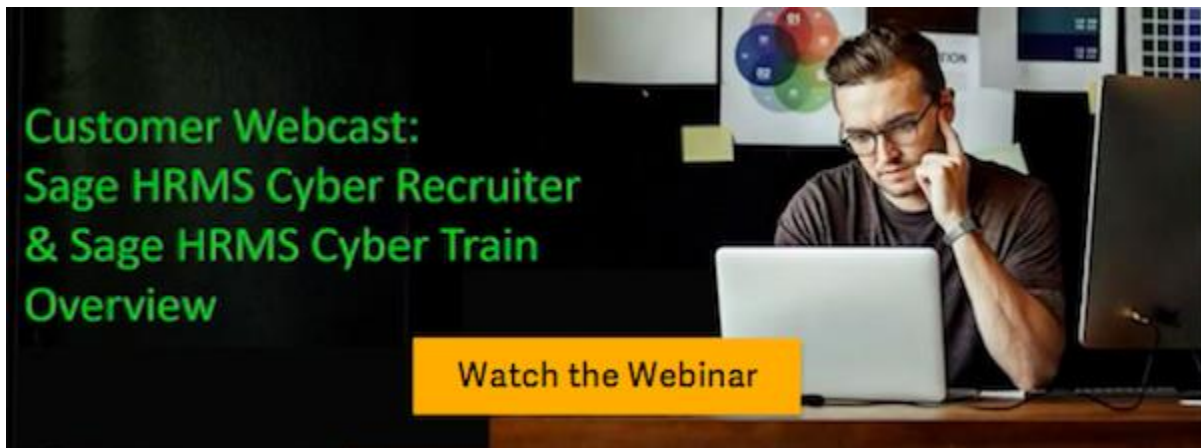 Customer Webcast:
Sage HRMS Cyber Recruiter
& Sage HRMS Cyber Train
Overview
Watch the Webinar